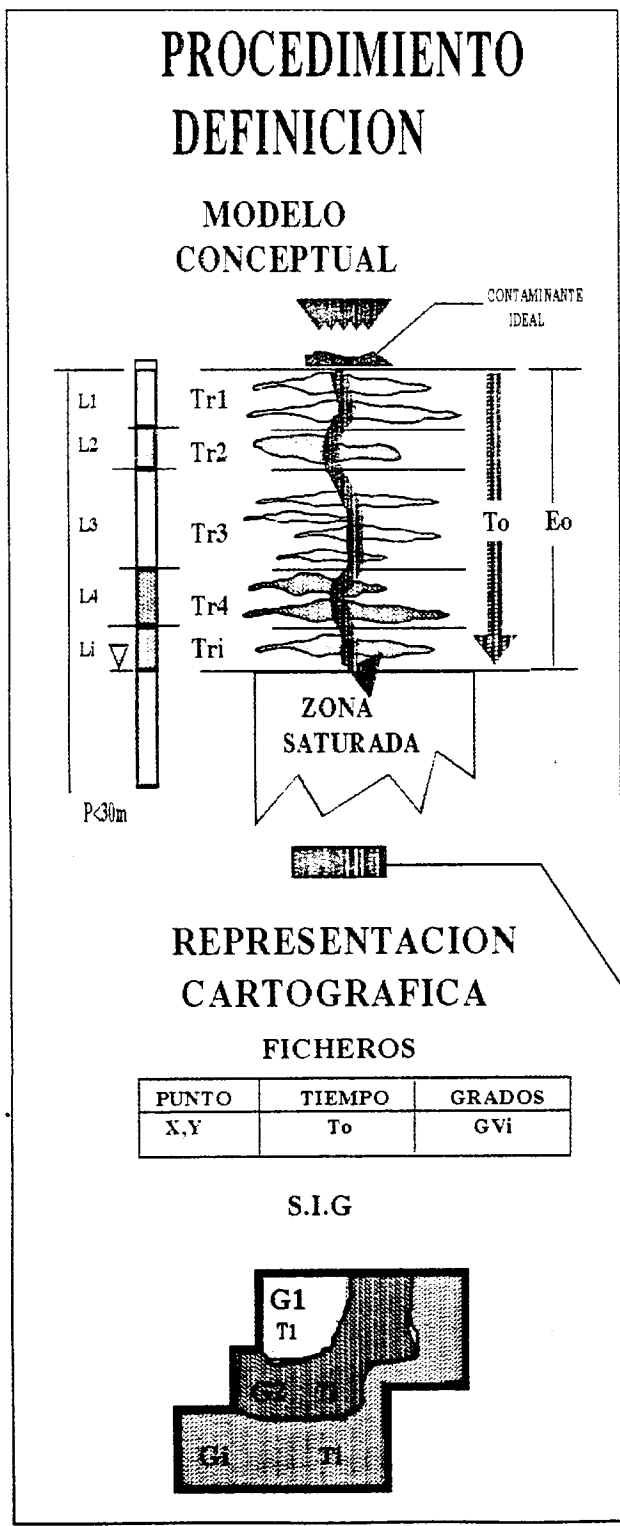 PROCEDIMIENTO
DEFINICION
MODELO
CONCEPTUAL
CONTAMINANTE
IDEAL
L1 Tr1
L2 Tr2
L3 Tr3 To Eo
L4 Tr4
Li Tri
ZONA
SATURADA
P<30m
REPRESENTACION
CARTOGRAFICA
FICHEROS
PUNTO TIEMPO GRADOS
X,Y To GVi
S.I.G
G1
T1
G2
Gi